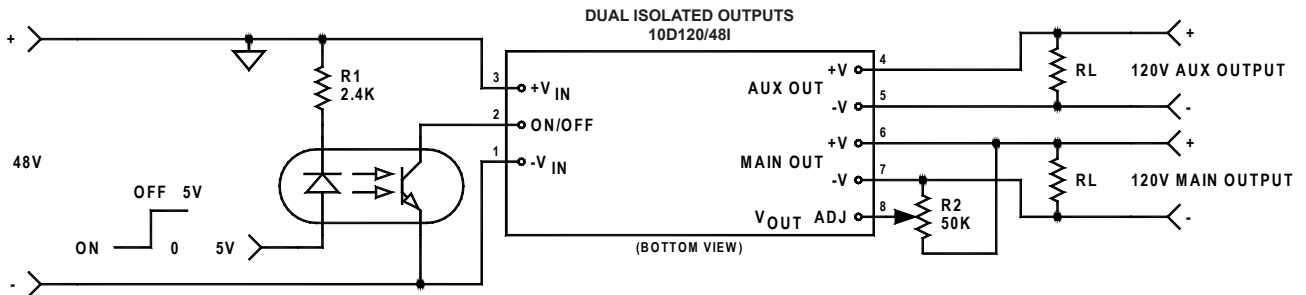 DUAL ISOLATED OUTPUTS
10D120/48I
+
R1
2.4K
3
+V IN
2
ON/OFF
1
-V IN
48V
OFF 5V
ON 0 5V
-
+V
4
AUX OUT
-V
5
+V
6
MAIN OUT
-V
7
VOUT ADJ
8
(BOTTOM VIEW)
R2
50K
+
RL
120V AUX OUTPUT
-
+
RL
120V MAIN OUTPUT
-